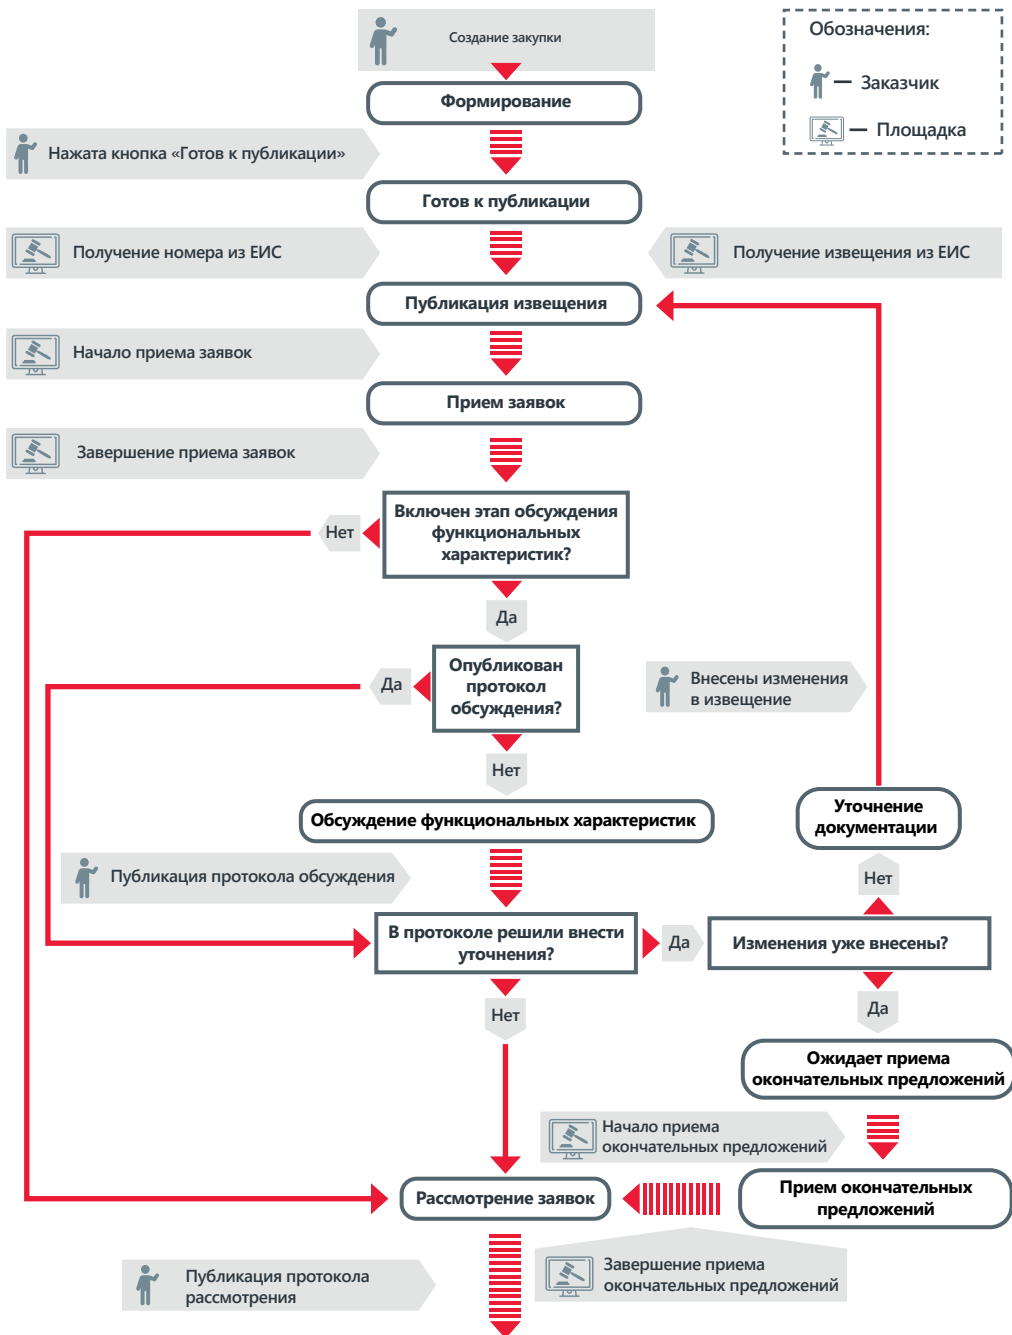 Создание закупки
Обозначения:
Заказчик
Площадка
Формирование
Нажата кнопка «Готов к публикации»
Готов к публикации
Получение номера из ЕИС
Получение извещения из ЕИС
Публикация извещения
Начало приема заявок
Прием заявок
Завершение приема заявок
Включен этап обсуждения
функциональных
характеристик?
Нет
Да
Опубликован
протокол
обсуждения?
Да
Внесены изменения
в извещение
Нет
Обсуждение функциональных характеристик
Уточнение
документации
Публикация протокола обсуждения
Нет
В протоколе решили внести
уточнения?
Да
Изменения уже внесены?
Нет
Да
Ожидает приема
окончательных предложений
Начало приема
окончательных предложений
Рассмотрение заявок
Прием окончательных
предложений
Публикация протокола
рассмотрения
Завершение приема
окончательных предложений